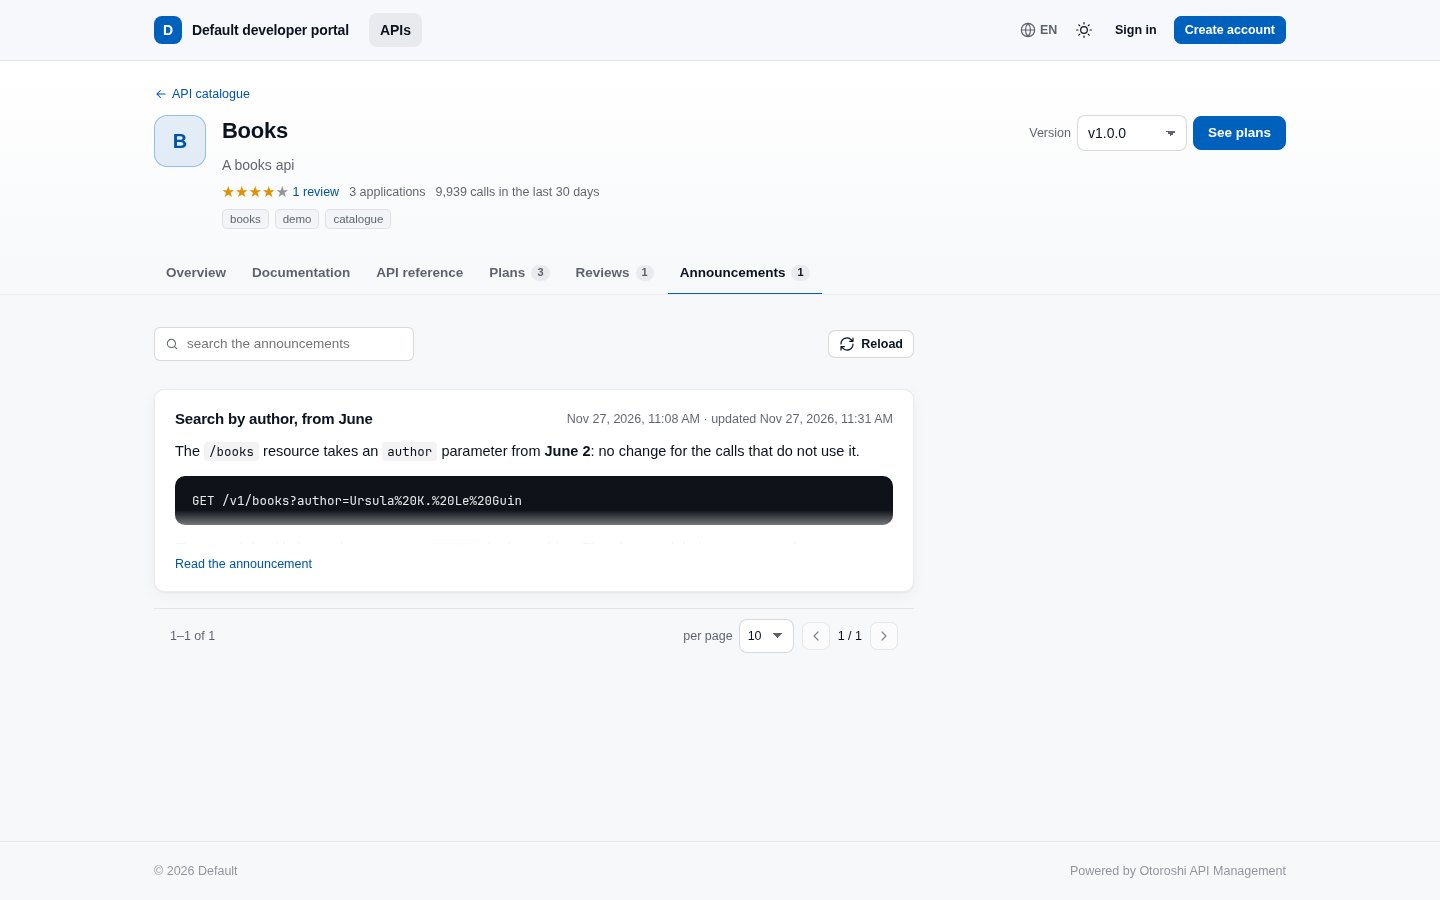 D Default developer portal APIs EN Sign in Create account
API catalogue
B Books Version v1.0.0 See plans
A books api
1 review 3 applications 9,939 calls in the last 30 days
books demo catalogue
Overview Documentation API reference Plans 3 Reviews 1 Announcements 1
search the announcements Reload
Search by author, from June Nov 27, 2026, 11:08 AM · updated Nov 27, 2026, 11:31 AM
The /books resource takes an author parameter from June 2: no change for the calls that do not use it.
GET /v1/books?author=Ursula%20K.%20Le%20Guin
Read the announcement
1–1 of 1 per page 10 1 / 1
© 2026 Default Powered by Otoroshi API Management